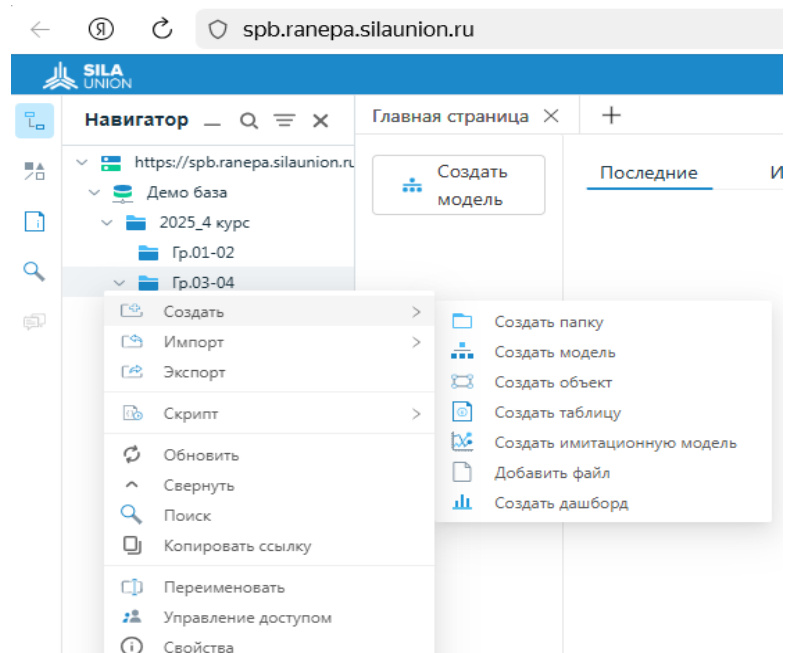 Я spb.ranepa.silaunion.ru
SILA
UNION
Навигатор
Главная страница
https://spb.ranepa.silaunion.ru
Демо база
2025_4 курс
Гр.01-02
Гр.03-04
Создать
модель
Последние
И
Создать
Импорт
Экспорт
Скрипт
Обновить
Свернуть
Поиск
Копировать ссылку
Переименовать
Управление доступом
Свойства
Создать папку
Создать модель
Создать объект
Создать таблицу
Создать имитационную модель
Добавить файл
Создать дашборд